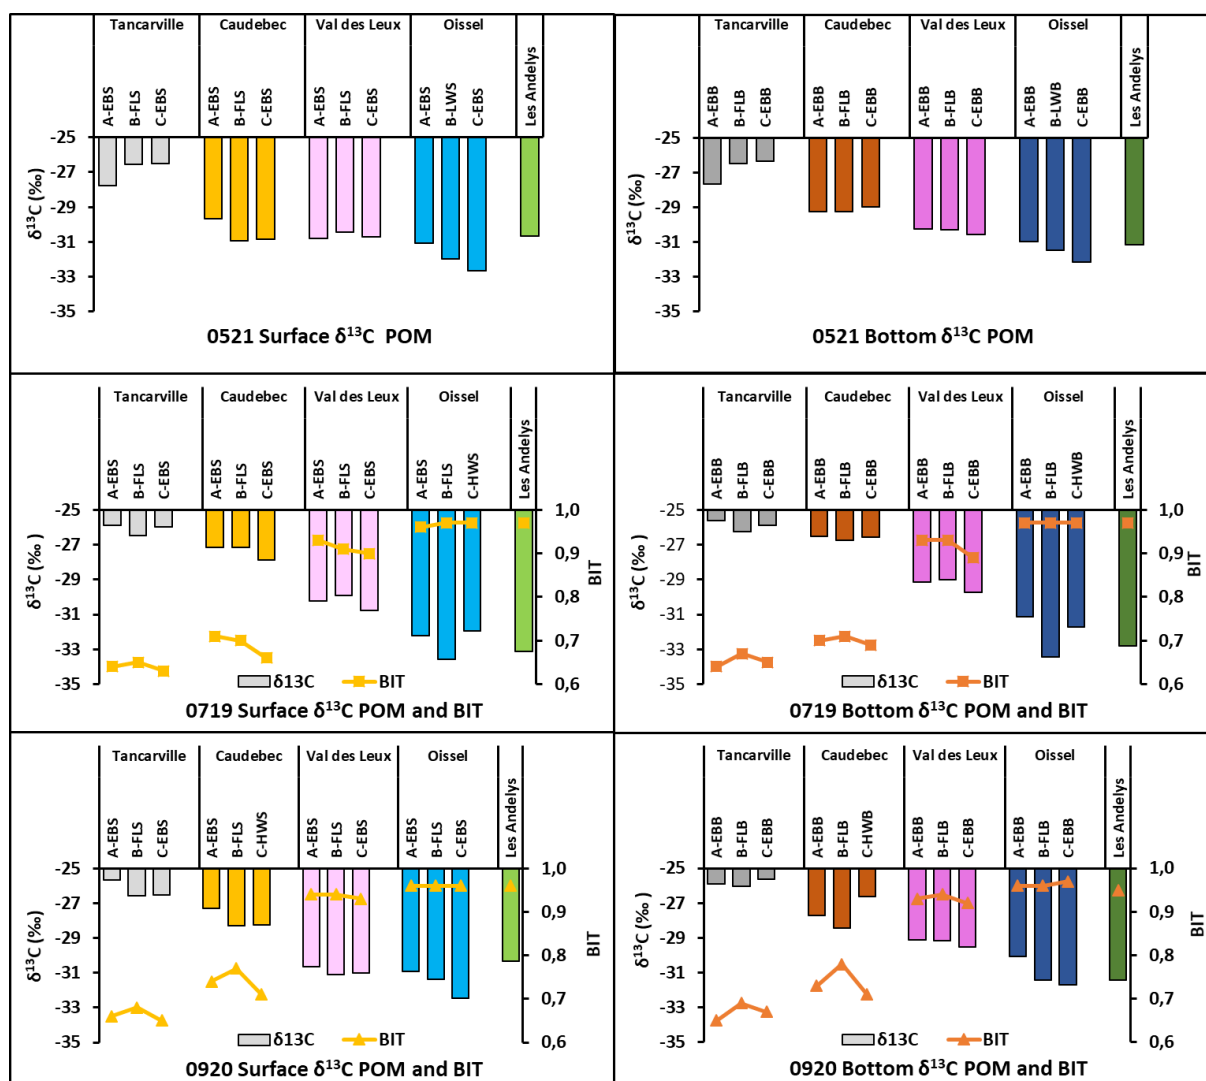 Tancarville Caudebec Val des Leux Oissel Les Andelys
A-EBS B-FLS C-EBS A-EBS B-FLS C-EBS A-EBS B-FLS C-EBS A-EBS B-LWS C-EBS
-25
-27
-29
-31
-33
-35
δ¹³C (‰)
0521 Surface δ¹³C POM
Tancarville Caudebec Val des Leux Oissel Les Andelys
A-EBB B-FLB C-EBB A-EBB B-FLB C-EBB A-EBB B-FLB C-EBB A-EBB B-LWB C-EBB
-25
-27
-29
-31
-33
-35
δ¹³C (‰)
0521 Bottom δ¹³C POM
Tancarville Caudebec Val des Leux Oissel Les Andelys
A-EBS B-FLS C-EBS A-EBS B-FLS C-EBS A-EBS B-FLS C-EBS A-EBS B-FLS C-HWS
-25 1,0
-27 0,9
-29 0,8
-31 0,7
-33 0,6
-35
δ¹³C (‰)
BIT
δ13C BIT
0719 Surface δ¹³C POM and BIT
Tancarville Caudebec Val des Leux Oissel Les Andelys
A-EBB B-FLB C-EBB A-EBB B-FLB C-EBB A-EBB B-FLB C-EBB A-EBB B-FLB C-HWB
-25 1,0
-27 0,9
-29 0,8
-31 0,7
-33 0,6
-35
δ¹³C (‰)
BIT
δ13C BIT
0719 Bottom δ¹³C POM and BIT
Tancarville Caudebec Val des Leux Oissel Les Andelys
A-EBS B-FLS C-EBS A-EBS B-FLS C-HWS A-EBS B-FLS C-EBS A-EBS B-FLS C-EBS
-25 1,0
-27 0,9
-29 0,8
-31 0,7
-33 0,6
-35
δ¹³C (‰)
BIT
δ13C BIT
0920 Surface δ¹³C POM and BIT
Tancarville Caudebec Val des Leux Oissel Les Andelys
A-EBB B-FLB C-EBB A-EBB B-FLB C-HWB A-EBB B-FLB C-EBB A-EBB B-FLB C-EBB
-25 1,0
-27 0,9
-29 0,8
-31 0,7
-33 0,6
-35
δ¹³C (‰)
BIT
δ13C BIT
0920 Bottom δ¹³C POM and BIT